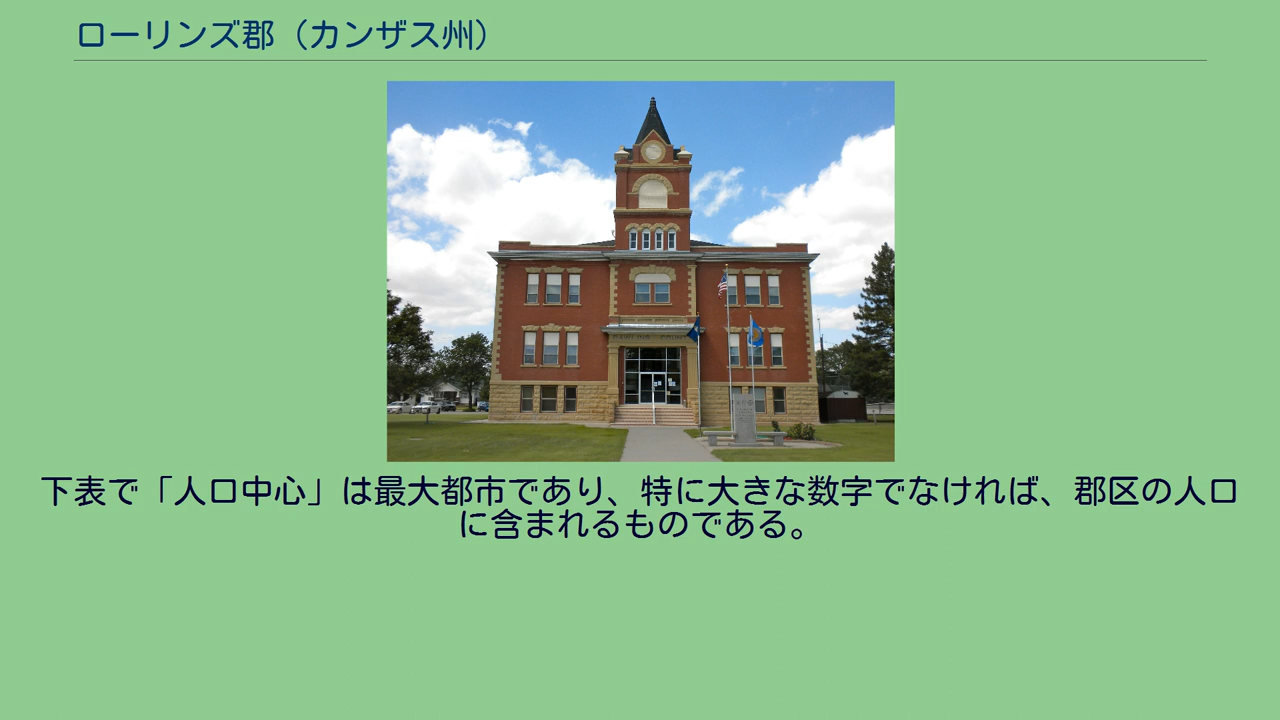 ローリンズ郡（カンザス州）
下表で「人口中心」は最大都市であり、特に大きな数字でなければ、郡区の人口
に含まれるものである。